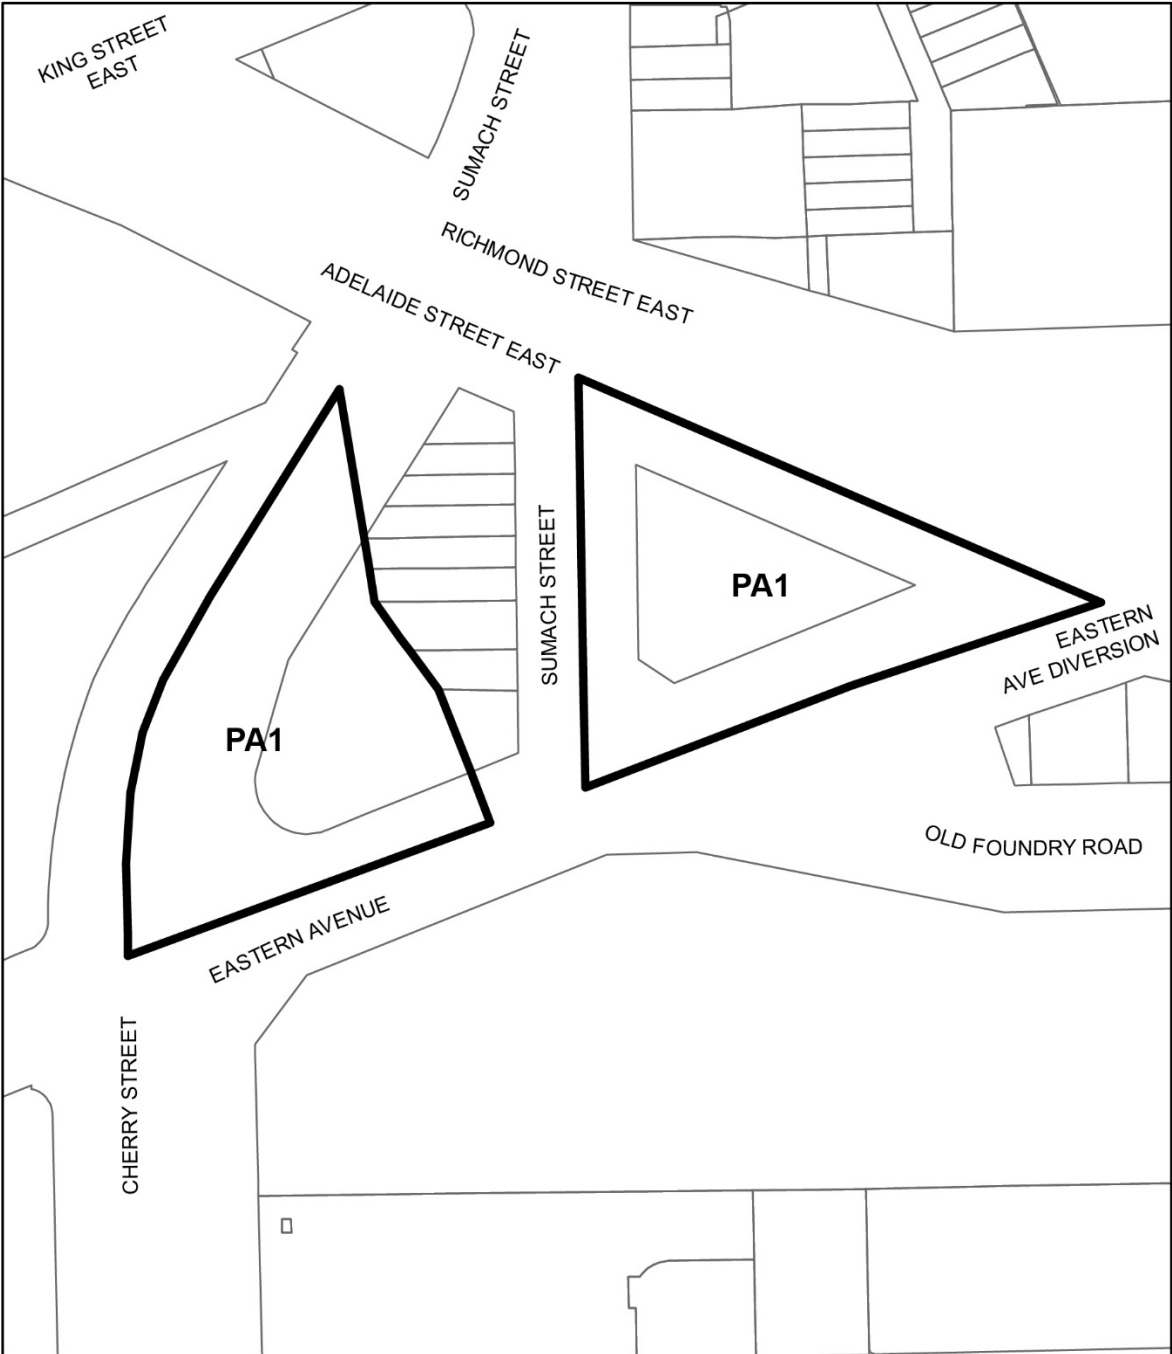 KING STREET
EAST
SUMACH STREET
RICHMOND STREET EAST
ADELAIDE STREET EAST
SUMACH STREET
PA1
EASTERN
AVE DIVERSION
PA1
OLD FOUNDRY ROAD
EASTERN AVENUE
CHERRY STREET